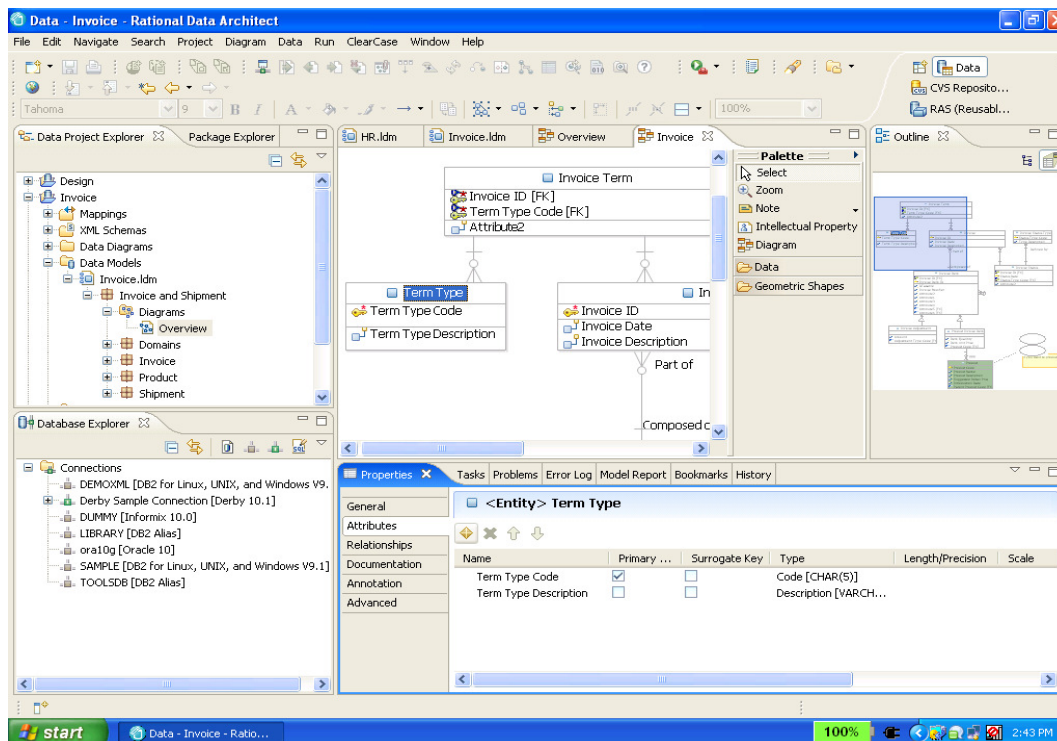 Data - Invoice - Rational Data Architect
File Edit Navigate Search Project Diagram Data Run ClearCase Window Help
Data
CVS Reposito...
RAS (Reusabl...
Tahoma 9 B I A 100%
Data Project Explorer Package Explorer
Design
Invoice
Mappings
XML Schemas
Data Diagrams
Data Models
Invoice.ldm
Invoice and Shipment
Diagrams
Overview
Domains
Invoice
Product
Shipment
HR.ldm Invoice.ldm Overview Invoice
Invoice Term
Invoice ID [FK]
Term Type Code [FK]
Attribute2
Term Type
Term Type Code
Term Type Description
In
Invoice ID
Invoice Date
Invoice Description
Part of
Composed o
Palette
Select
Zoom
Note
Intellectual Property
Diagram
Data
Geometric Shapes
Outline
Database Explorer
Connections
DEMOXML [DB2 for Linux, UNIX, and Windows V9.
Derby Sample Connection [Derby 10.1]
DUMMY [Informix 10.0]
LIBRARY [DB2 Alias]
ora10g [Oracle 10]
SAMPLE [DB2 for Linux, UNIX, and Windows V9.1]
TOOLSDB [DB2 Alias]
Properties Tasks Problems Error Log Model Report Bookmarks History
General
Attributes
Relationships
Documentation
Annotation
Advanced
<Entity> Term Type
Name Primary ... Surrogate Key Type Length/Precision Scale
Term Type Code Code [CHAR(5)]
Term Type Description Description [VARCH...
start Data - Invoice - Ratio... 100% 2:43 PM